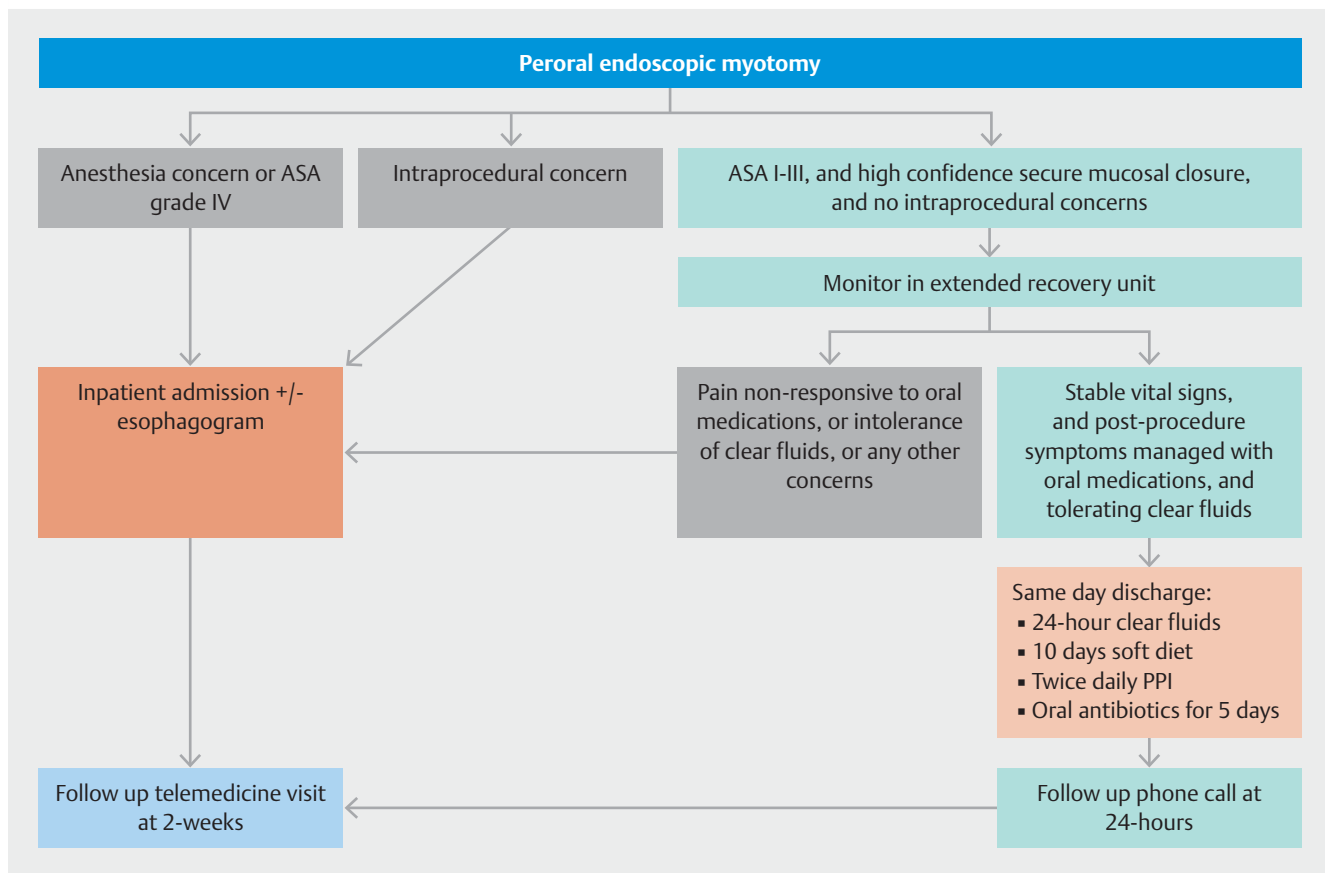 Peroral endoscopic myotomy
Anesthesia concern or ASA
grade IV
Intraprocedural concern
ASA I-III, and high confidence secure mucosal closure,
and no intraprocedural concerns
Monitor in extended recovery unit
Inpatient admission +/-
esophagogram
Pain non-responsive to oral
medications, or intolerance
of clear fluids, or any other
concerns
Stable vital signs,
and post-procedure
symptoms managed with
oral medications, and
tolerating clear fluids
Same day discharge:
▪ 24-hour clear fluids
▪ 10 days soft diet
▪ Twice daily PPI
▪ Oral antibiotics for 5 days
Follow up telemedicine visit
at 2-weeks
Follow up phone call at
24-hours